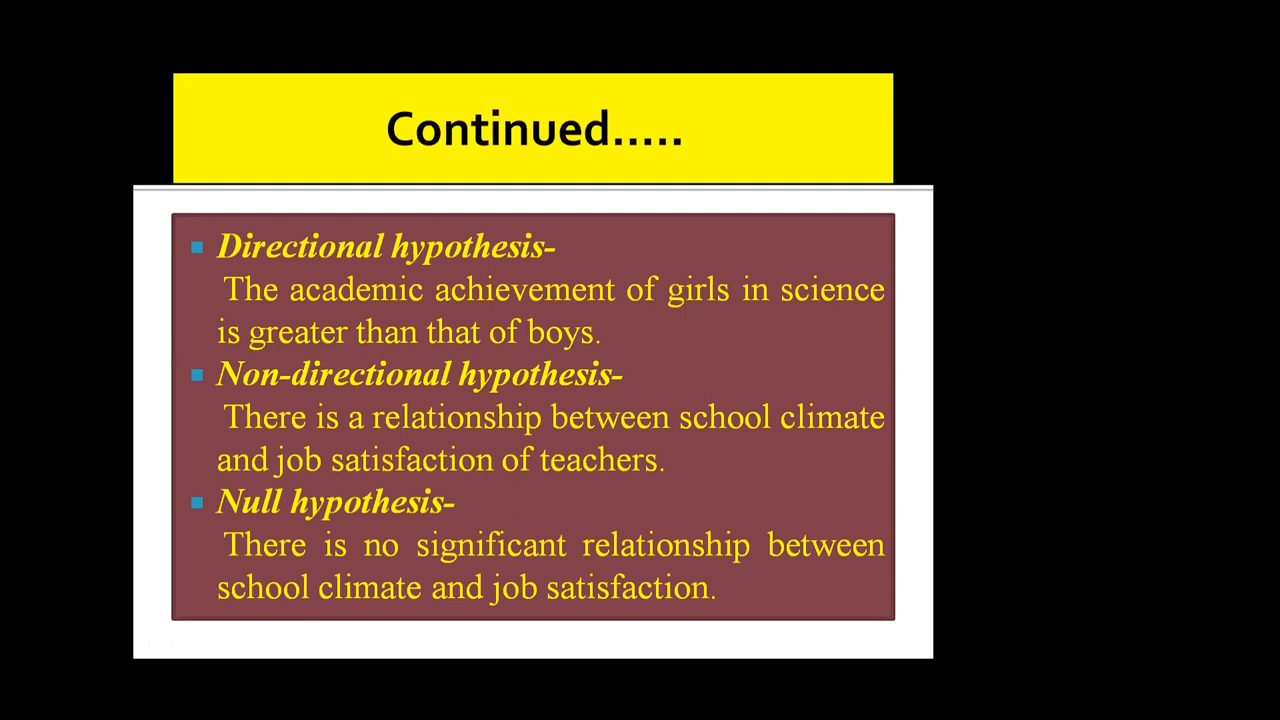 Continued.....
Directional hypothesis-
The academic achievement of girls in science
is greater than that of boys.
Non-directional hypothesis-
There is a relationship between school climate
and job satisfaction of teachers.
Null hypothesis-
There is no significant relationship between
school climate and job satisfaction.